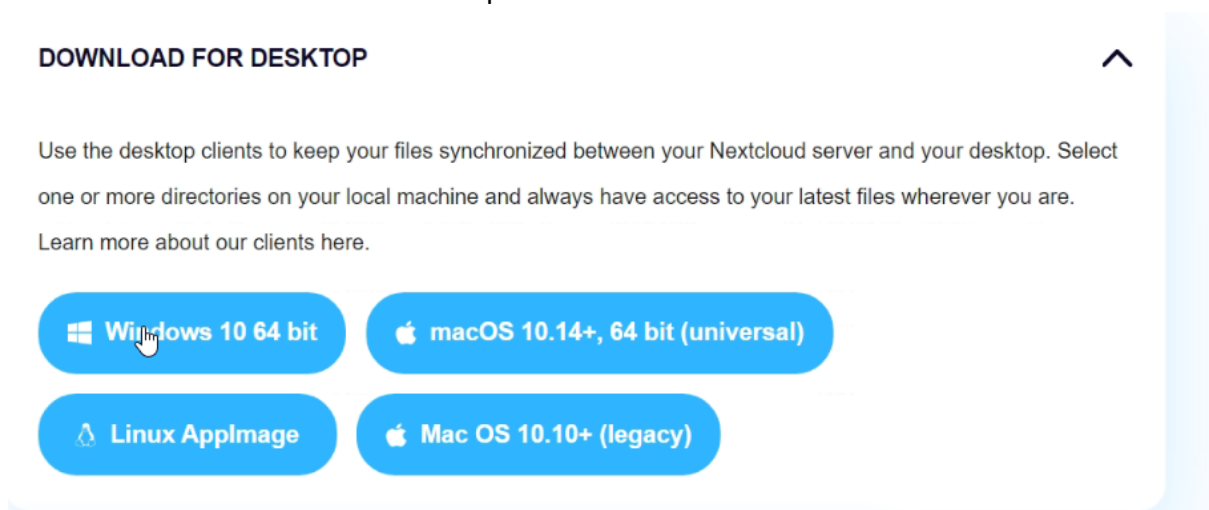 DOWNLOAD FOR DESKTOP
Use the desktop clients to keep your files synchronized between your Nextcloud server and your desktop. Select
one or more directories on your local machine and always have access to your latest files wherever you are.
Learn more about our clients here.
Windows 10 64 bit
macOS 10.14+, 64 bit (universal)
Linux AppImage
Mac OS 10.10+ (legacy)